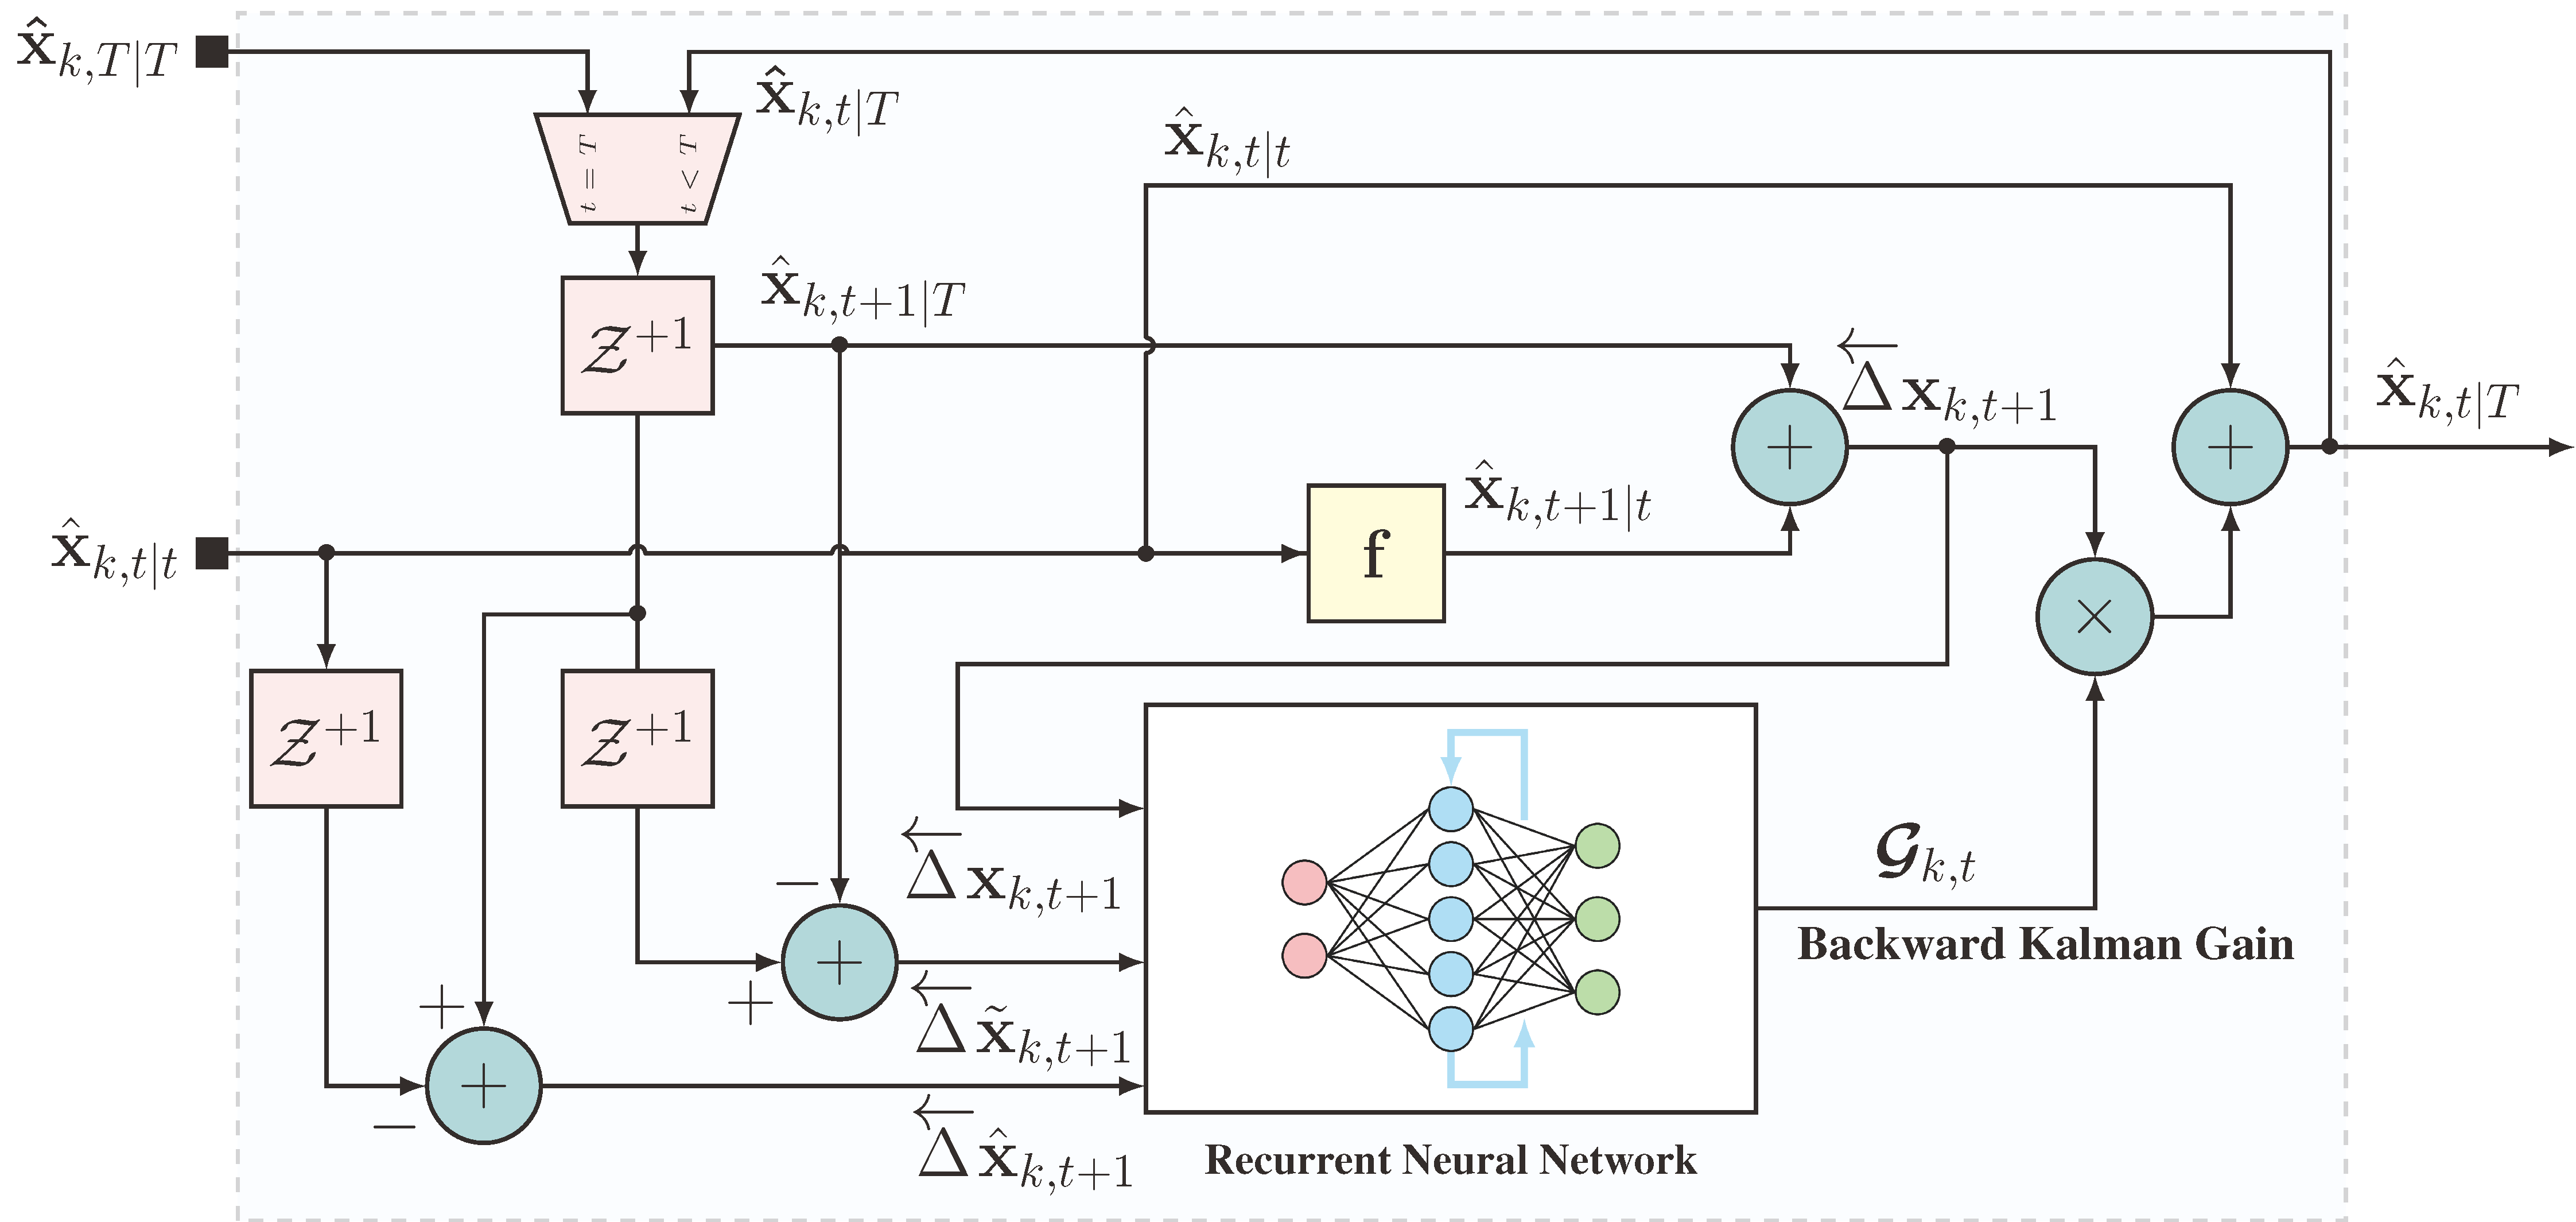 $\hat{\mathbf{x}}_{k,T|T}$
$\hat{\mathbf{x}}_{k,t|T}$
$t = T$
$t < T$
$\hat{\mathbf{x}}_{k,t|t}$
$\hat{\mathbf{x}}_{k,t+1|T}$
$\mathcal{Z}^{+1}$
$\overleftarrow{\Delta}\mathbf{x}_{k,t+1}$
$\hat{\mathbf{x}}_{k,t|T}$
$+$
$+$
$\hat{\mathbf{x}}_{k,t|t}$
$\mathbf{f}$
$\hat{\mathbf{x}}_{k,t+1|t}$
$\times$
$\mathcal{Z}^{+1}$
$\mathcal{Z}^{+1}$
$-$
$\overleftarrow{\Delta}\mathbf{x}_{k,t+1}$
$\boldsymbol{\mathcal{G}}_{k,t}$
Backward Kalman Gain
$+$
$+$
$+$
$\overleftarrow{\Delta}\tilde{\mathbf{x}}_{k,t+1}$
$+$
$-$
$\overleftarrow{\Delta}\hat{\mathbf{x}}_{k,t+1}$
Recurrent Neural Network